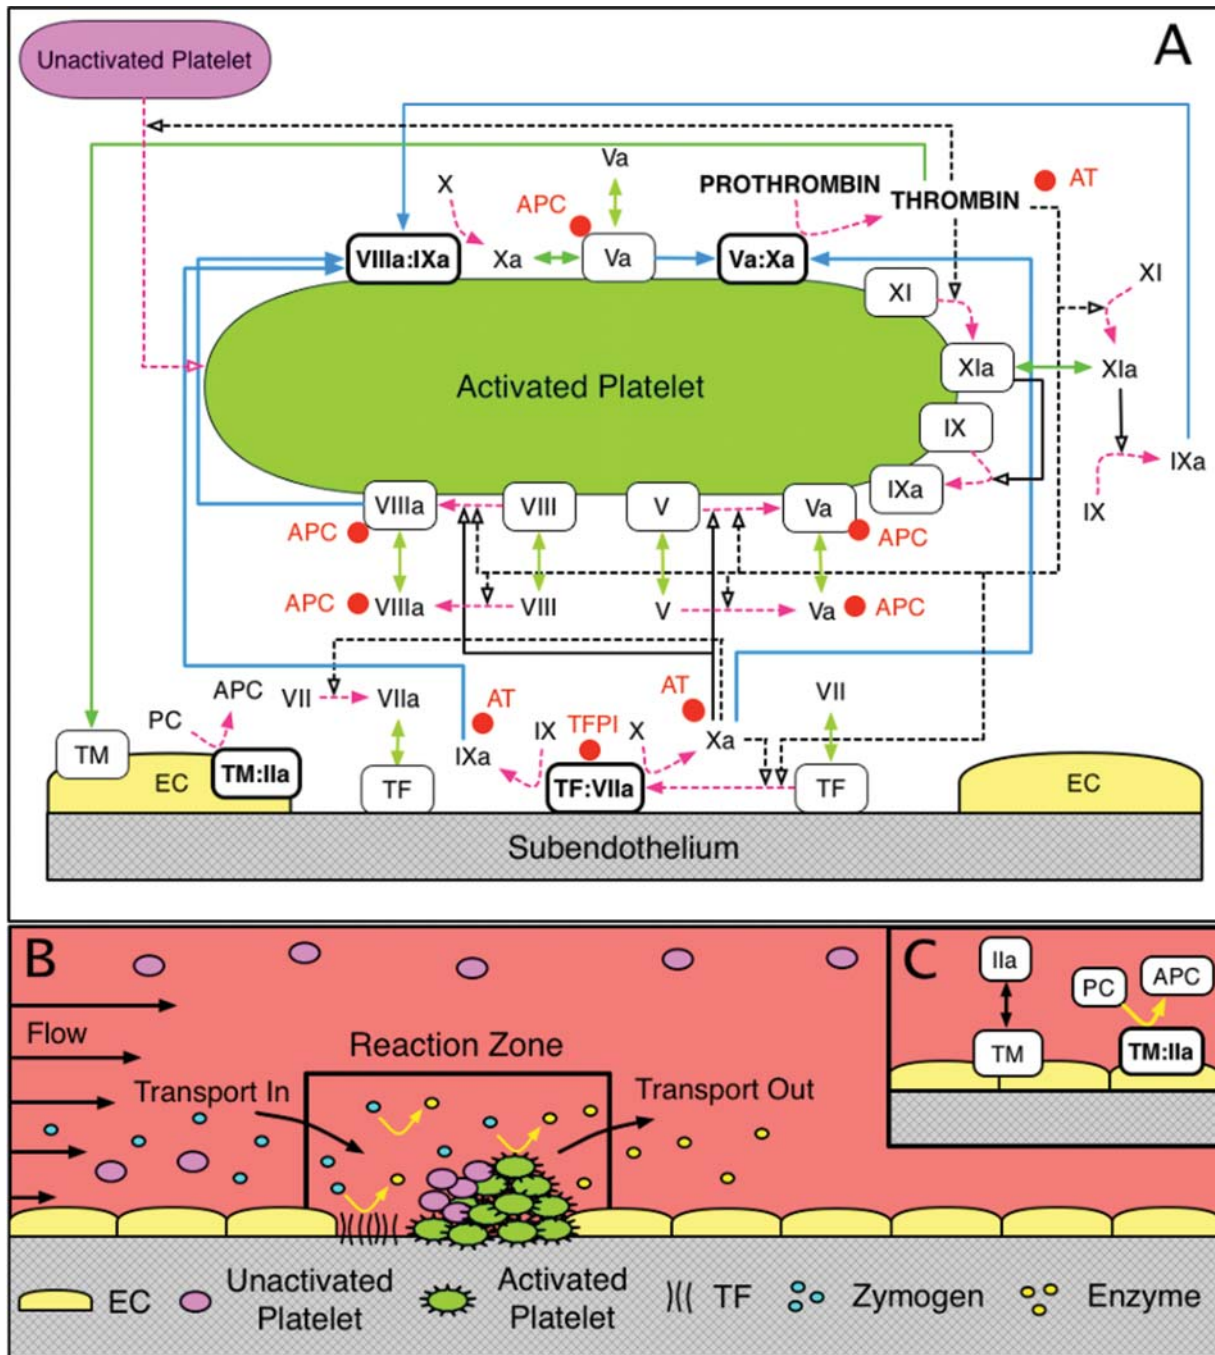 A
Unactivated Platelet
Va
X
PROTHROMBIN
THROMBIN
AT
APC
VIIIa:IXa
Xa
Va
Va:Xa
XI
XI
XIa
XIa
Activated Platelet
IX
IXa
IXa
IX
VIIIa
VIII
V
Va
APC
APC
APC
VIIIa
VIII
V
Va
APC
APC
VII
VIIa
AT
IX
TFPI
X
AT
Xa
VII
PC
TM
EC
TM:IIa
IXa
TF
TF:VIIa
TF
EC
Subendothelium
B
Flow
Reaction Zone
Transport In
Transport Out
C
IIa
PC
APC
TM
TM:IIa
EC
Unactivated
Platelet
Activated
Platelet
TF
Zymogen
Enzyme